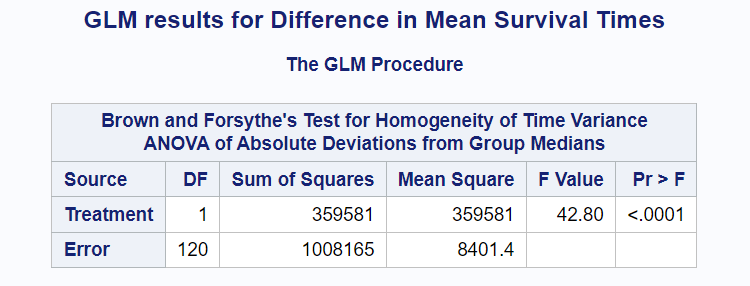 GLM results for Difference in Mean Survival Times
The GLM Procedure
Brown and Forsythe's Test for Homogeneity of Time Variance
ANOVA of Absolute Deviations from Group Medians
Source DF Sum of Squares Mean Square F Value Pr > F
Treatment 1 359581 359581 42.80 <.0001
Error 120 1008165 8401.4